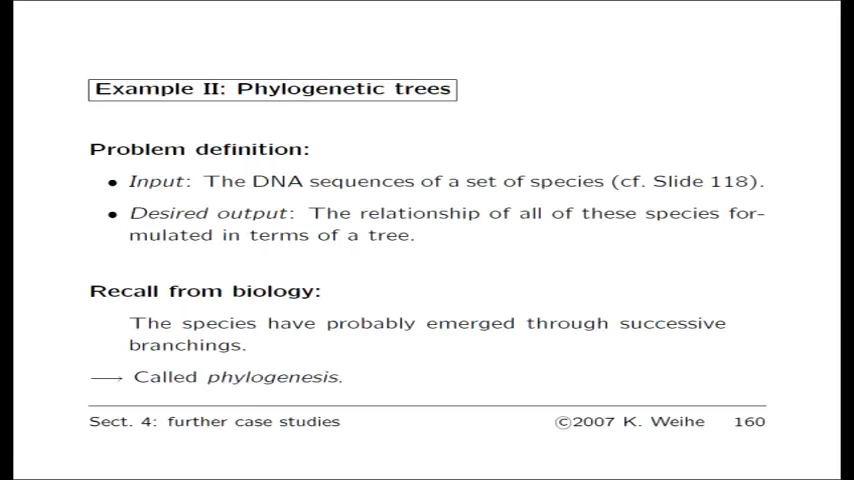 Example II: Phylogenetic trees
Problem definition:
• Input: The DNA sequences of a set of species (cf. Slide 118).
• Desired output: The relationship of all of these species for-
mulated in terms of a tree.
Recall from biology:
The species have probably emerged through successive
branchings.
⟶ Called phylogenesis.
Sect. 4: further case studies ©2007 K. Weihe 160